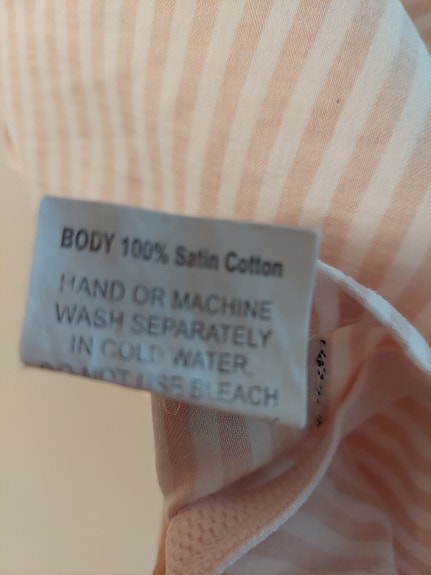 BODY 100% Satin Cotton
HAND OR MACHINE
WASH SEPARATELY
IN COLD WATER.
DO NOT USE BLEACH